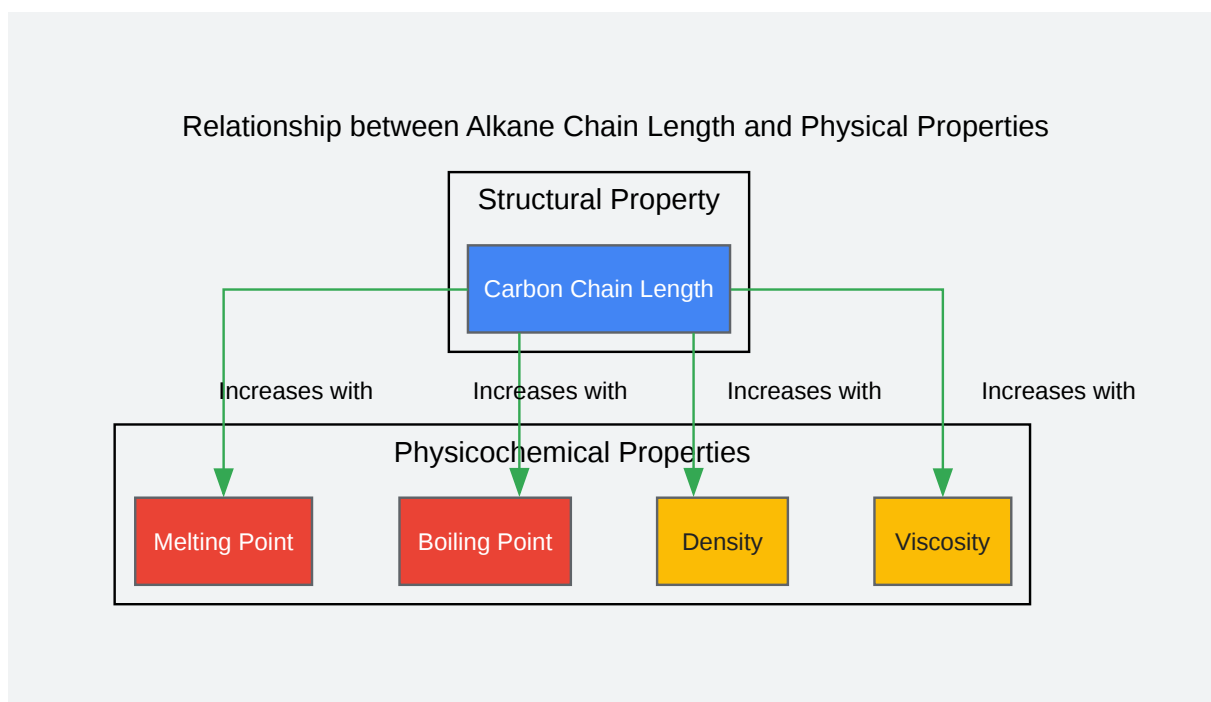 Relationship between Alkane Chain Length and Physical Properties
Structural Property
Carbon Chain Length
Increases with
Increases with
Increases with
Increases with
Physicochemical Properties
Melting Point
Boiling Point
Density
Viscosity